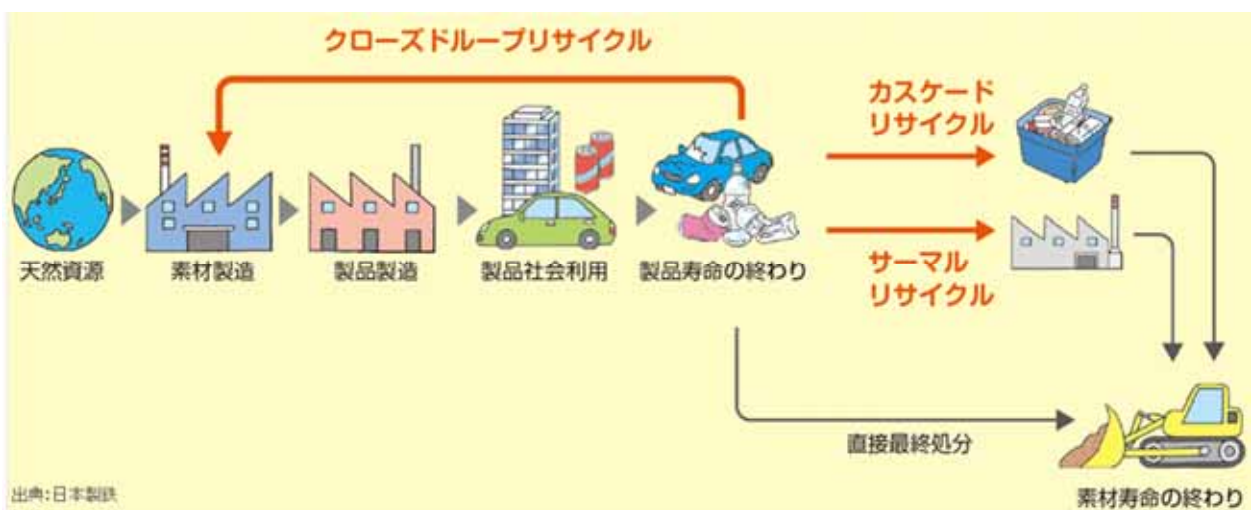 クローズドループリサイクル
カスケード
リサイクル
天然資源
素材製造
製品製造
製品社会利用
製品寿命の終わり
サーマル
リサイクル
直接最終処分
出典:日本製鉄
素材寿命の終わり